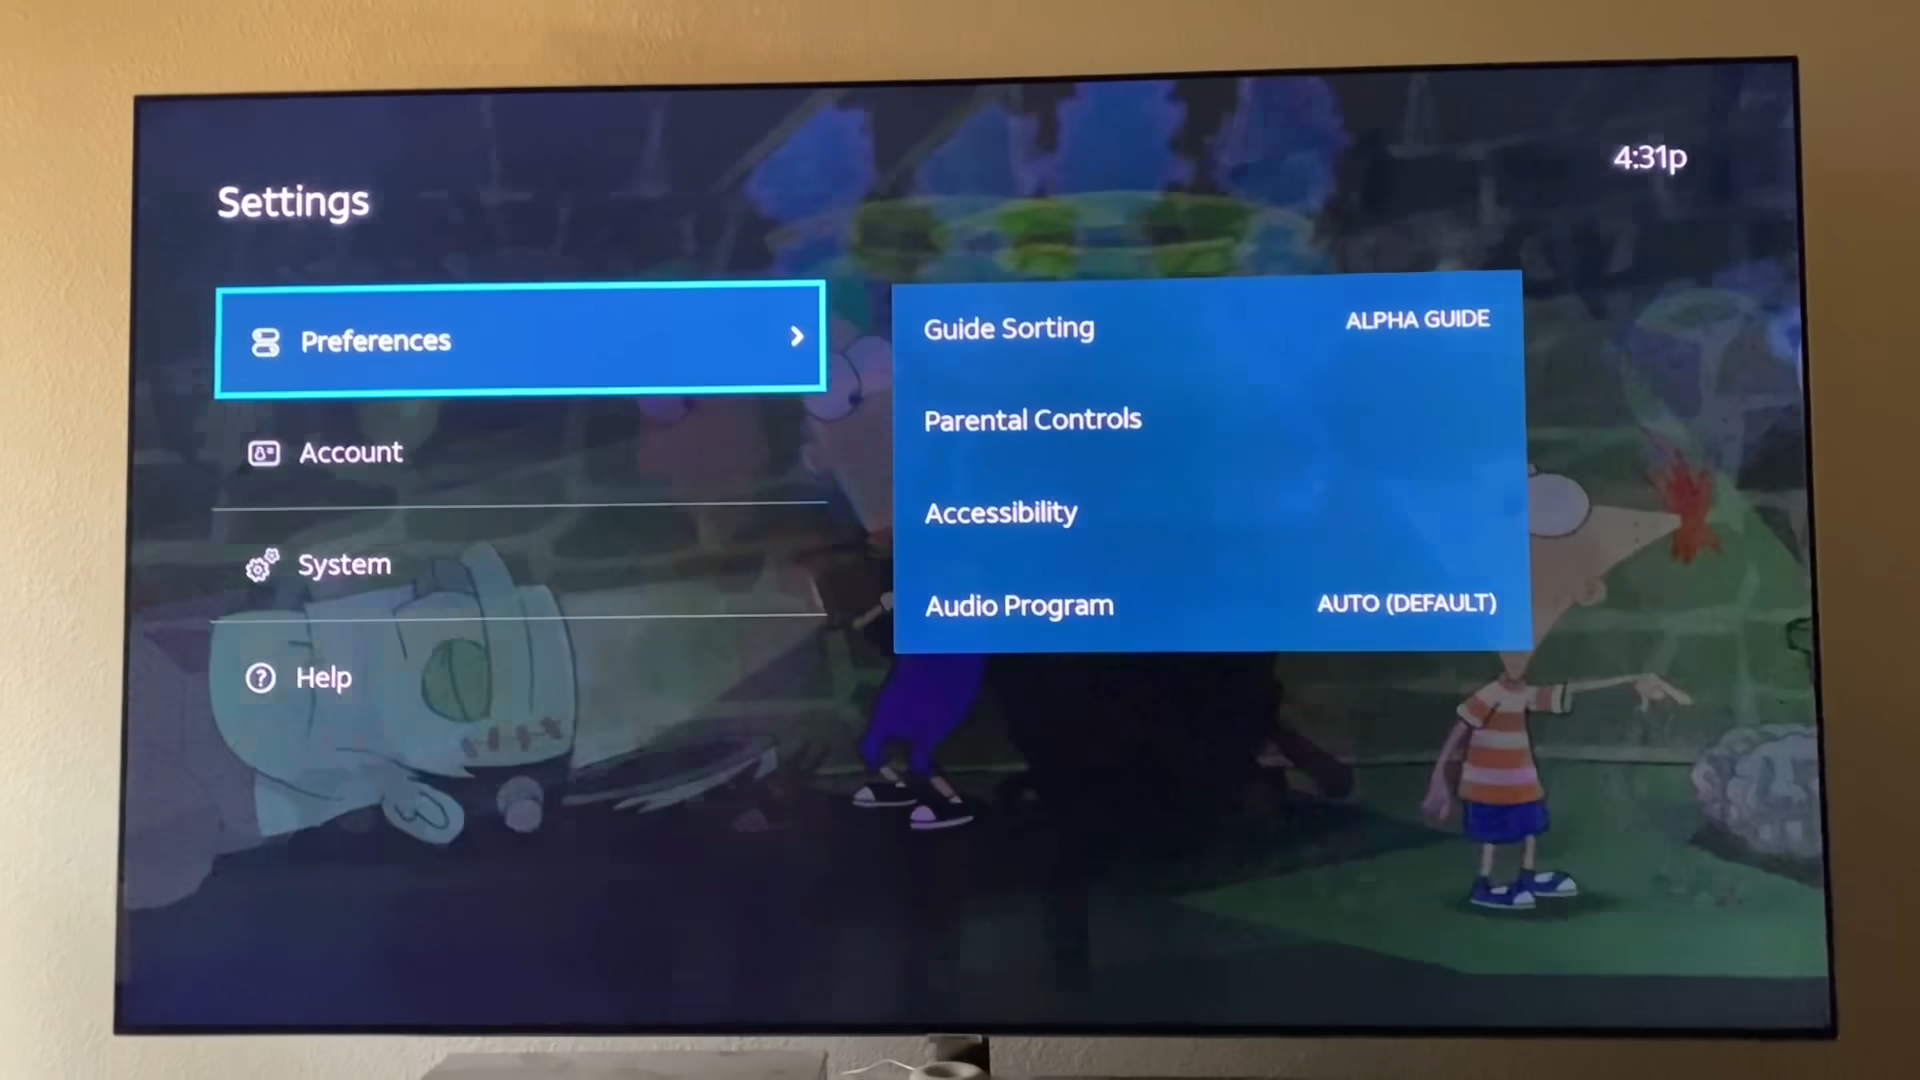 4:31p
Settings
Preferences
Account
System
Help
Guide Sorting ALPHA GUIDE
Parental Controls
Accessibility
Audio Program AUTO (DEFAULT)